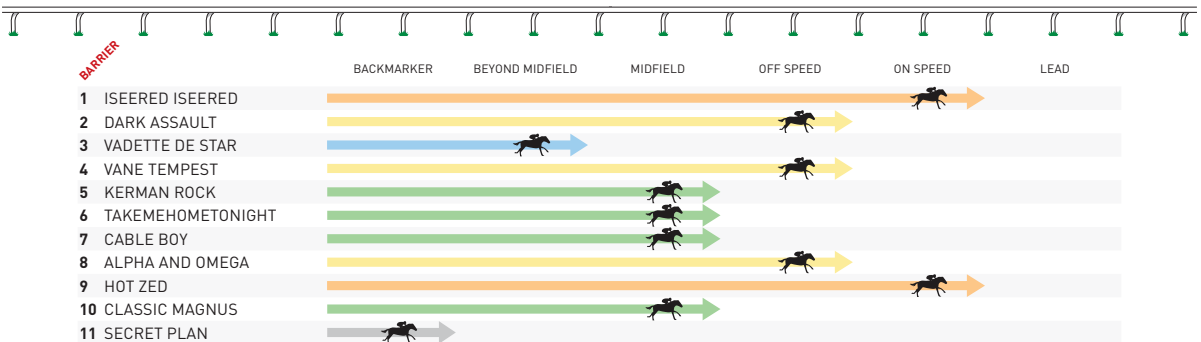 BARRIER
BACKMARKER BEYOND MIDFIELD MIDFIELD OFF SPEED ON SPEED LEAD
1 ISEERED ISEERED
2 DARK ASSAULT
3 VADETTE DE STAR
4 VANE TEMPEST
5 KERMAN ROCK
6 TAKEMEHOMETONIGHT
7 CABLE BOY
8 ALPHA AND OMEGA
9 HOT ZED
10 CLASSIC MAGNUS
11 SECRET PLAN